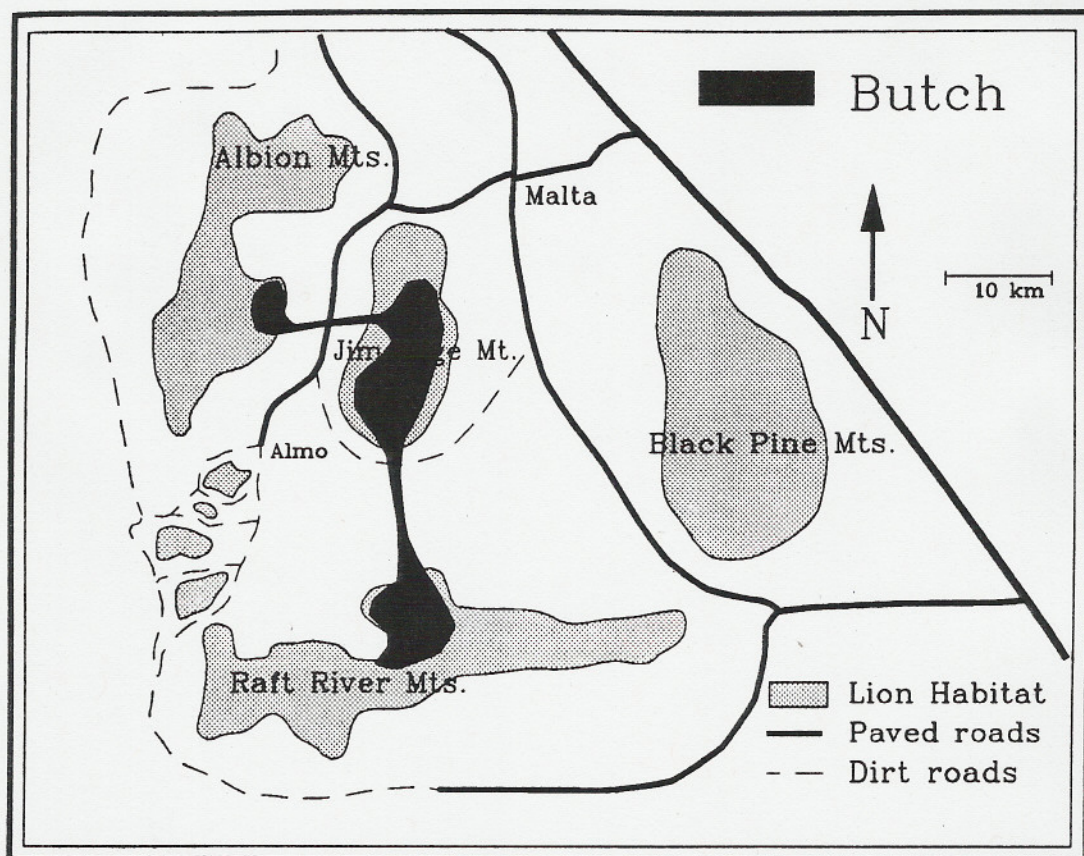 Butch
Albion Mts.
Malta
N
10 km
Jim ge Mt.
Black Pine Mts.
Almo
Raft River Mts.
Lion Habitat
Paved roads
Dirt roads